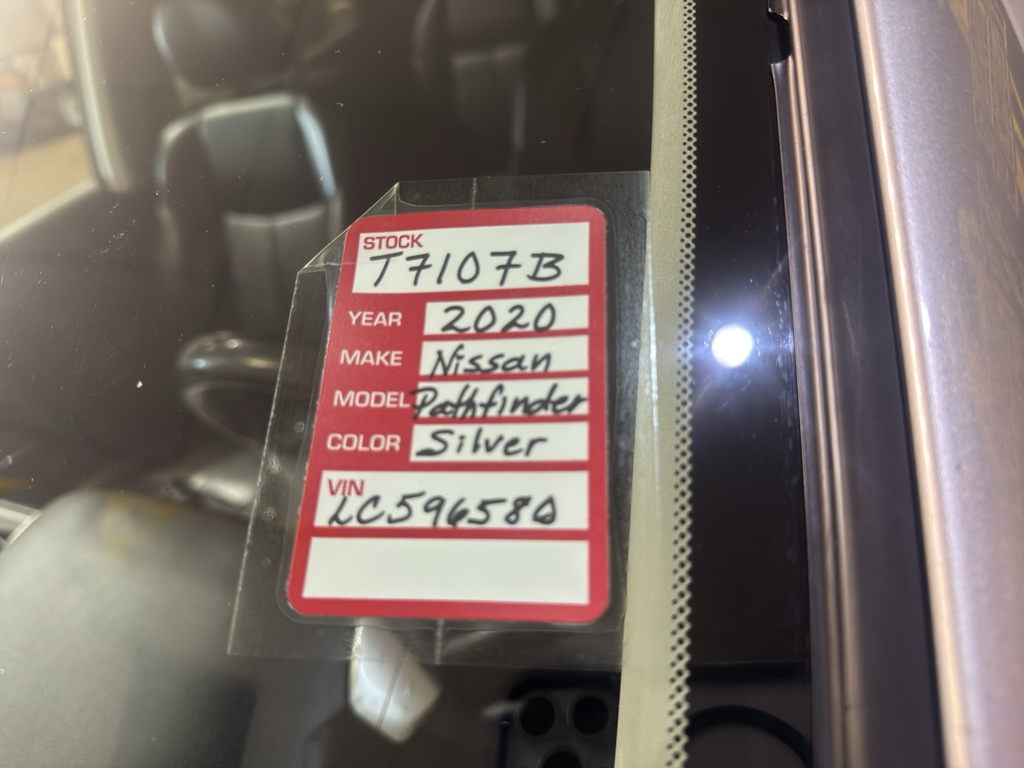 STOCK
T7107B
YEAR 2020
MAKE Nissan
MODEL Pathfinder
COLOR Silver
VIN
LC596580